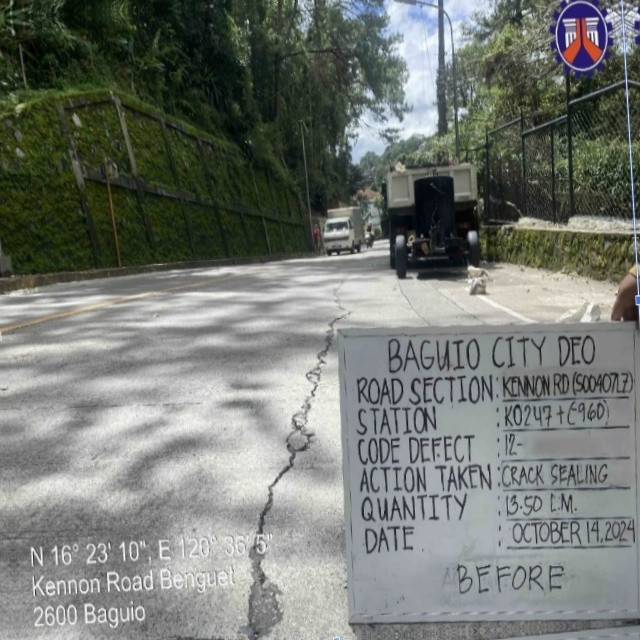 BAGUIO CITY DEO
ROAD SECTION KENNON RD (S00407LZ)
STATION K0247+(-960)
CODE DEFECT 12-
ACTION TAKEN CRACK SEALING
QUANTITY 13.50 L.M.
DATE OCTOBER 14, 2024
BEFORE
N 16° 23' 10", E 120° 36' 5"
Kennon Road Benguet
2600 Baguio